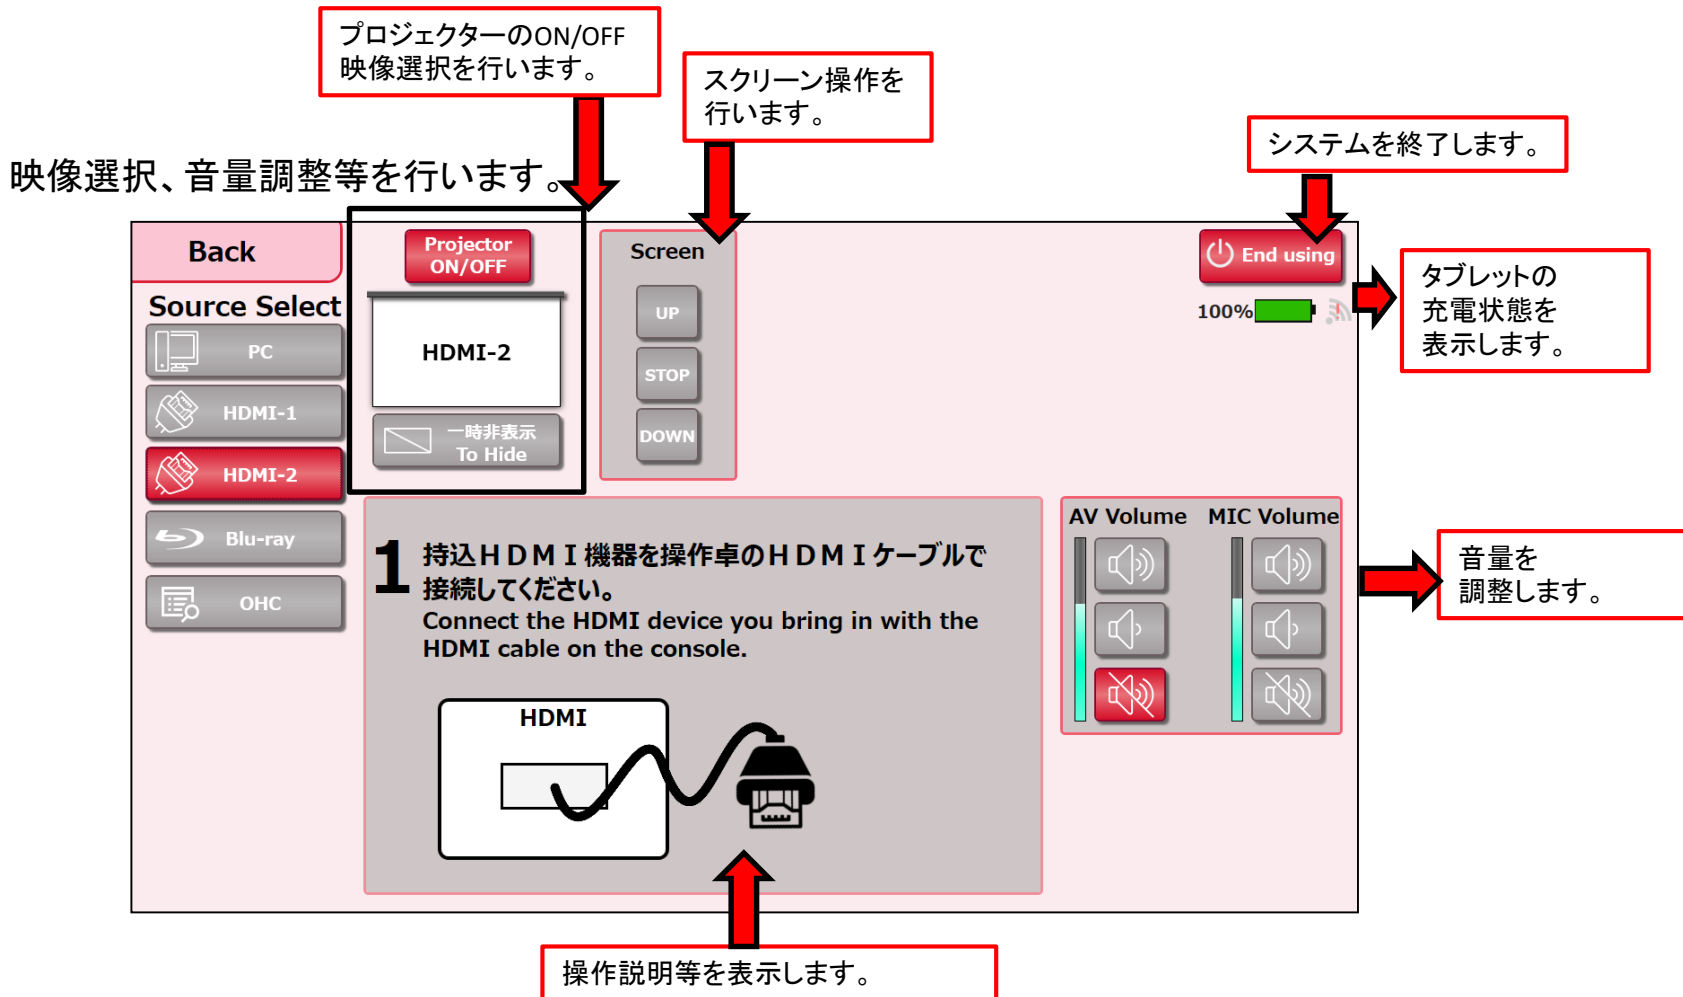 プロジェクターのON/OFF
映像選択を行います。
スクリーン操作を
行います。
システムを終了します。
映像選択、音量調整等を行います。
Back
Projector
ON/OFF
Screen
End using
タブレットの
充電状態を
表示します。
100%
Source Select
PC
HDMI-1
HDMI-2
Blu-ray
OHC
HDMI-2
一時非表示
To Hide
UP
STOP
DOWN
1 持込ＨＤＭＩ機器を操作卓のＨＤＭＩケーブルで
接続してください。
Connect the HDMI device you bring in with the
HDMI cable on the console.
HDMI
AV Volume
MIC Volume
音量を
調整します。
操作説明等を表示します。